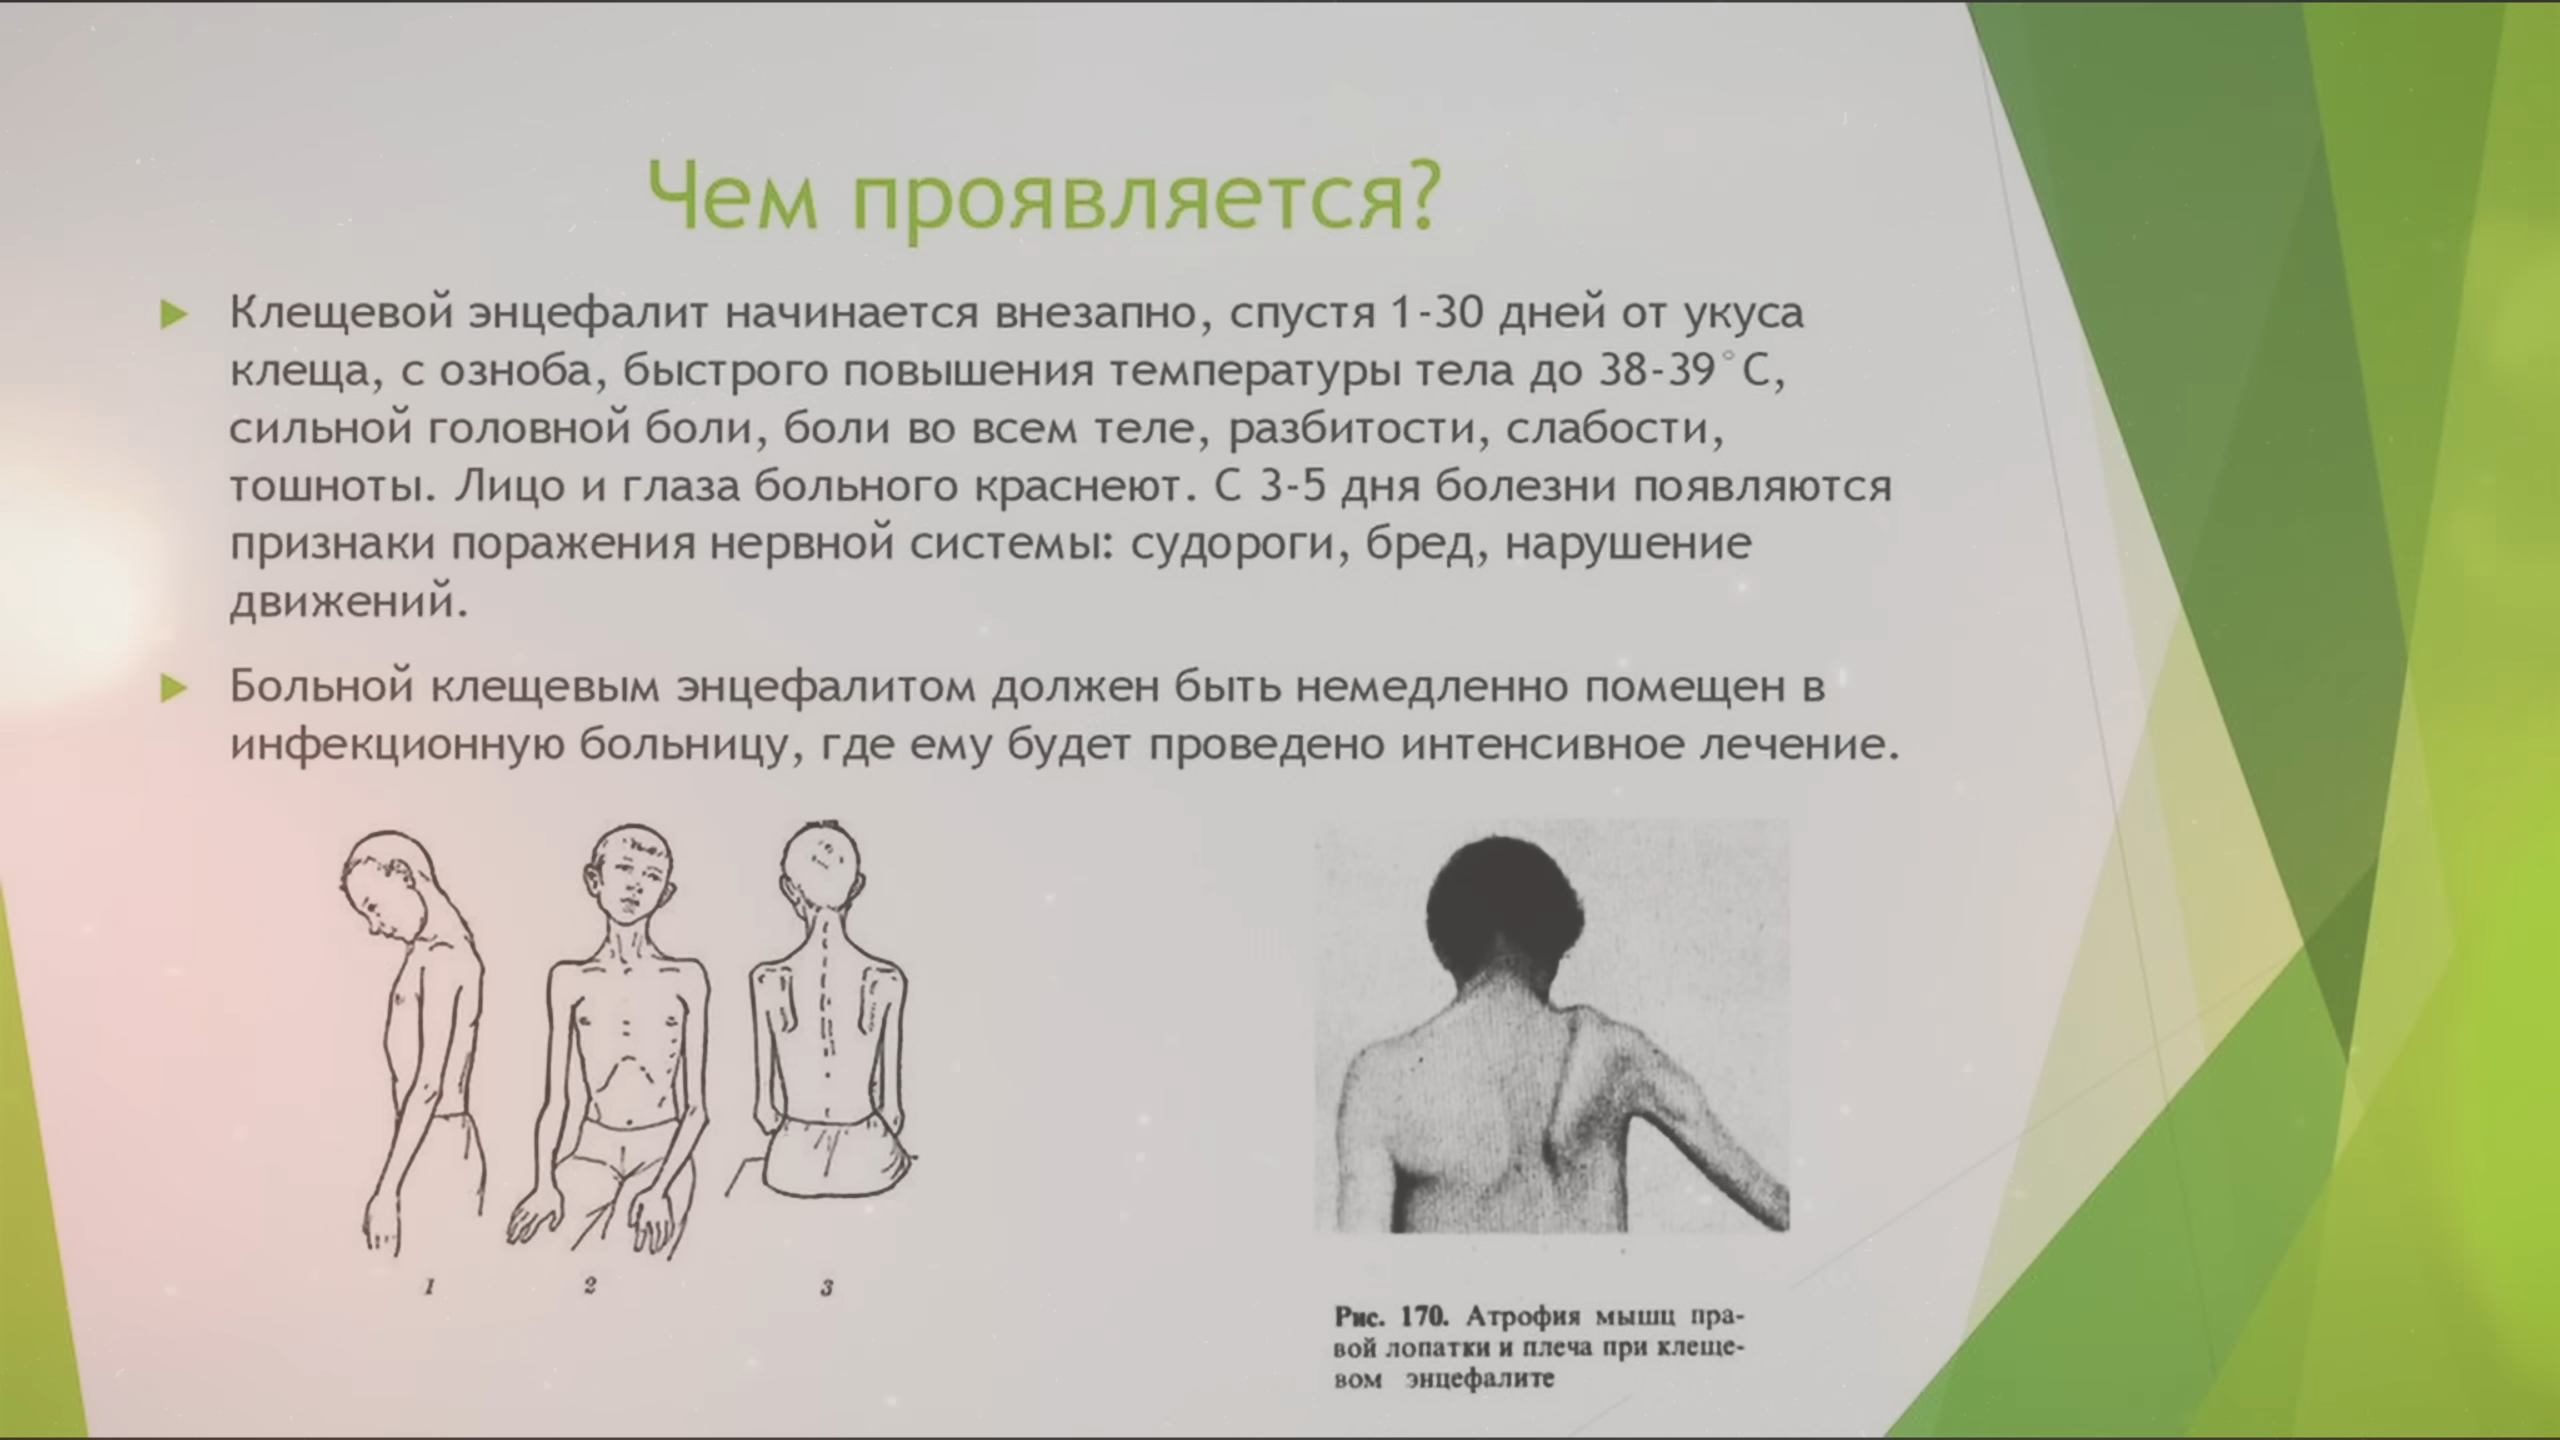 Чем проявляется?
Клещевой энцефалит начинается внезапно, спустя 1-30 дней от укуса
клеща, с озноба, быстрого повышения температуры тела до 38-39°С,
сильной головной боли, боли во всем теле, разбитости, слабости,
тошноты. Лицо и глаза больного краснеют. С 3-5 дня болезни появляются
признаки поражения нервной системы: судороги, бред, нарушение
движений.
Больной клещевым энцефалитом должен быть немедленно помещен в
инфекционную больницу, где ему будет проведено интенсивное лечение.
1 2 3
Рис. 170. Атрофия мышц пра-
вой лопатки и плеча при клеще-
вом энцефалите